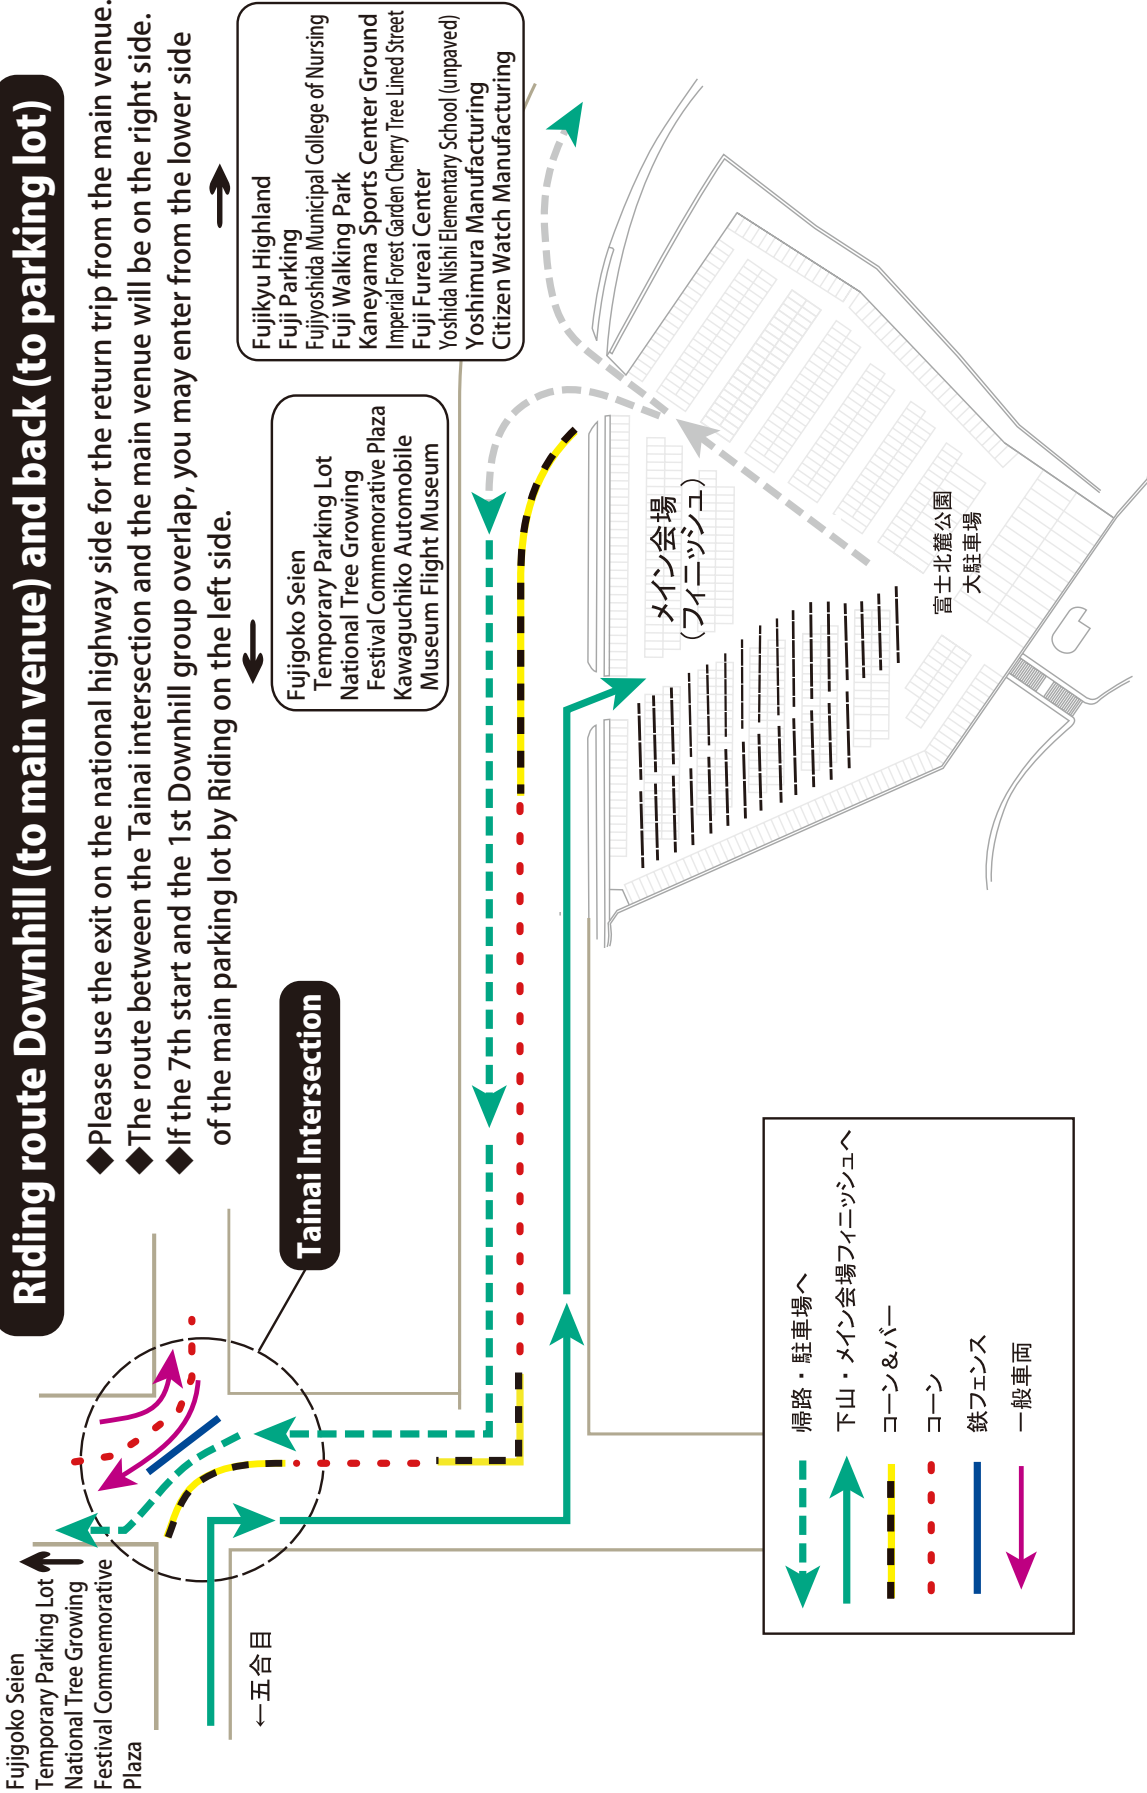 Riding route Downhill (to main venue) and back (to parking lot)
◆Please use the exit on the national highway side for the return trip from the main venue.
◆The route between the Tainai intersection and the main venue will be on the right side.
◆If the 7th start and the 1st Downhill group overlap, you may enter from the lower side
of the main parking lot by Riding on the left side.
Fujigoko Seien
Temporary Parking Lot
National Tree Growing
Festival Commemorative
Plaza
←五合目
Tainai Intersection
←
Fujigoko Seien
Temporary Parking Lot
National Tree Growing
Festival Commemorative Plaza
Kawaguchiko Automobile
Museum Flight Museum
→
Fujikyu Highland
Fuji Parking
Fujiyoshida Municipal College of Nursing
Fuji Walking Park
Kaneyama Sports Center Ground
Imperial Forest Garden Cherry Tree Lined Street
Fuji Fureai Center
Yoshida Nishi Elementary School (unpaved)
Yoshimura Manufacturing
Citizen Watch Manufacturing
メイン会場
(フィニッシュ)
富士北麓公園
大駐車場
帰路・駐車場へ
下山・メイン会場フィニッシュへ
コーン&バー
コーン
鉄フェンス
一般車両